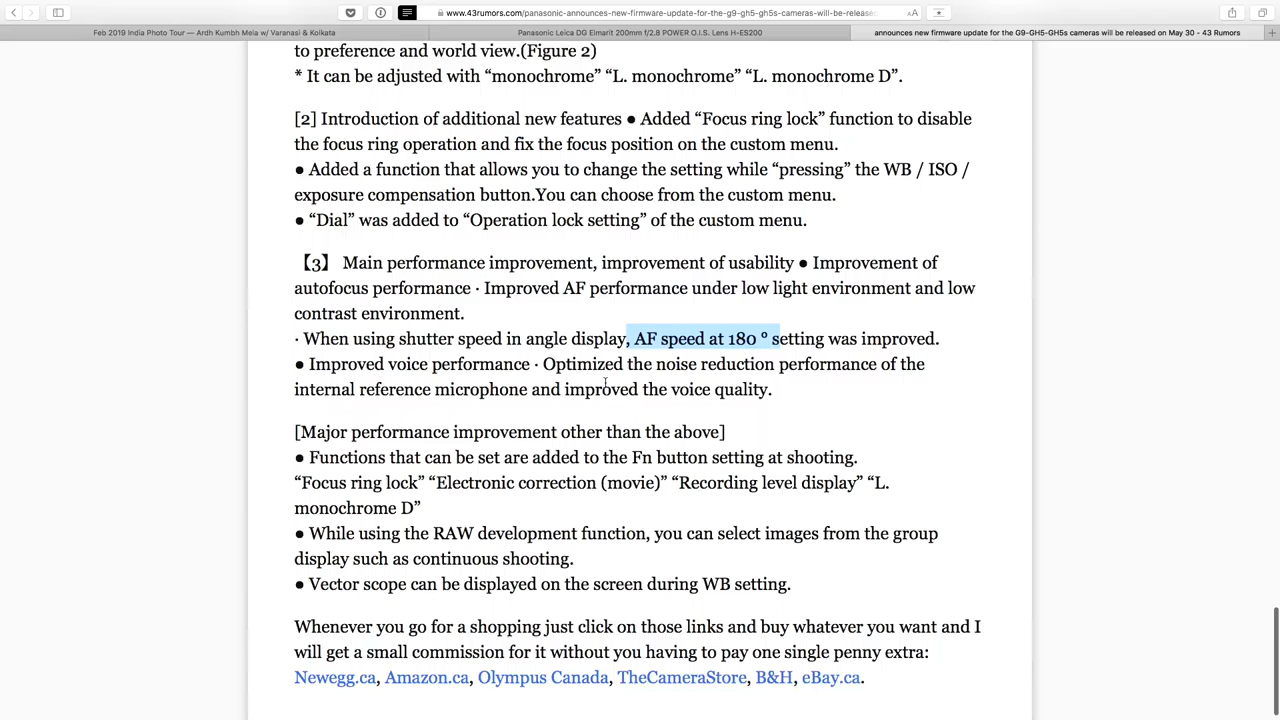 www.43rumors.com/panasonic-announces-new-firmware-update-for-the-g9-gh5-gh5s-cameras-will-be-released
AA
Feb 2019 India Photo Tour — Ardh Kumbh Mela w/ Varanasi & Kolkata
Panasonic Leica DG Elmarit 200mm f/2.8 POWER O.I.S. Lens H-ES200
announces new firmware update for the G9-GH5-GH5s cameras will be released on May 30 - 43 Rumors
to preference and world view.(Figure 2)
* It can be adjusted with “monochrome” “L. monochrome” “L. monochrome D”.
[2] Introduction of additional new features ● Added “Focus ring lock” function to disable
the focus ring operation and fix the focus position on the custom menu.
● Added a function that allows you to change the setting while “pressing” the WB / ISO /
exposure compensation button.You can choose from the custom menu.
● “Dial” was added to “Operation lock setting” of the custom menu.
【3】 Main performance improvement, improvement of usability ● Improvement of
autofocus performance · Improved AF performance under low light environment and low
contrast environment.
· When using shutter speed in angle display, AF speed at 180 ° setting was improved.
● Improved voice performance · Optimized the noise reduction performance of the
internal reference microphone and improved the voice quality.
[Major performance improvement other than the above]
● Functions that can be set are added to the Fn button setting at shooting.
“Focus ring lock” “Electronic correction (movie)” “Recording level display” “L.
monochrome D”
● While using the RAW development function, you can select images from the group
display such as continuous shooting.
● Vector scope can be displayed on the screen during WB setting.
Whenever you go for a shopping just click on those links and buy whatever you want and I
will get a small commission for it without you having to pay one single penny extra:
Newegg.ca, Amazon.ca, Olympus Canada, TheCameraStore, B&H, eBay.ca.